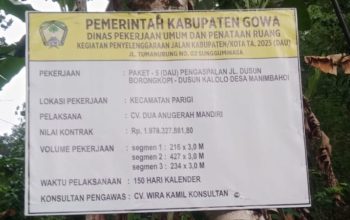 PEMERINTAH KABUPATEN GOWA
DINAS PEKERJAAN UMUM DAN PENATAAN RUANG
KEGIATAN PENYELENGGARAAN JALAN KABUPATEN/KOTA TA. 2023 (DAU)
JL. TUMANURUNG NO. 02 SUNGGUMINASA
PEKERJAAN : PAKET - 5 (DAU) PENGASPALAN JL. DUSUN
BORONGKOPI - DUSUN KALOLO DESA MANIMBAHOI
LOKASI PEKERJAAN : KECAMATAN PARIGI
PELAKSANA : CV. DUA ANUGERAH MANDIRI
NILAI KONTRAK : Rp. 1.978.327.881,80
VOLUME PEKERJAAN : segmen 1 : 216 x 3,0 M
segmen 2 : 427 x 3,0 M
segmen 3 : 234 x 3,0 M
WAKTU PELAKSANAAN : 150 HARI KALENDER
KONSULTAN PENGAWAS : CV. WIRA KAMIL KONSULTAN